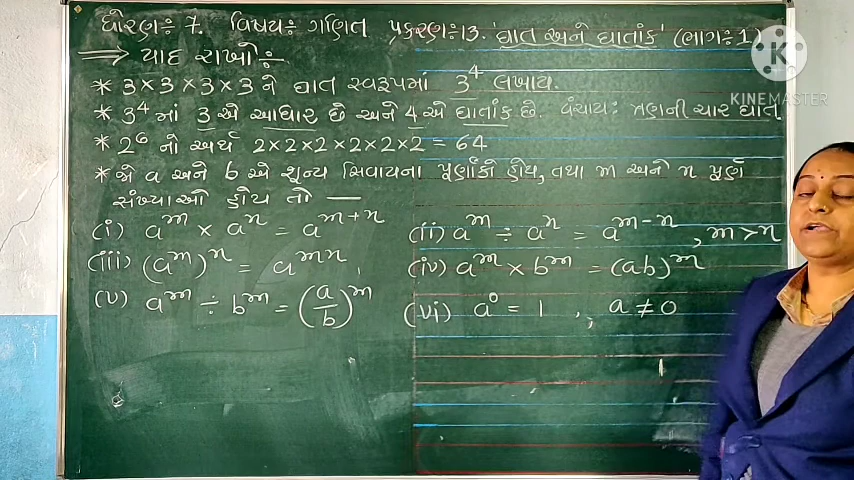 ધોરણ÷ 7. વિષય÷ ગણિત પ્રકરણ÷13. 'ઘાત અને ઘાતાંક' (ભાગ÷1)
⟹ યાદ રાખો÷
* 3×3×3×3 ને ઘાત સ્વરૂપમાં 3⁴ લખાય.
* 3⁴ માં 3 એ આધાર છે અને 4 એ ઘાતાંક છે. વંચાય: ત્રણની ચાર ઘાત
* 2⁶ નો અર્થ 2×2×2×2×2×2 = 64
* જો a અને b એ શૂન્ય સિવાયના પૂર્ણાંકો હોય, તથા m અને n પૂર્ણ
સંખ્યાઓ હોય તો —
(i) aᵐ × aⁿ = aᵐ⁺ⁿ (ii) aᵐ ÷ aⁿ = aᵐ⁻ⁿ, m>n
(iii) (aᵐ)ⁿ = aᵐⁿ, (iv) aᵐ × bᵐ = (ab)ᵐ
(v) aᵐ ÷ bᵐ = (a/b)ᵐ (vi) a⁰ = 1 ; a ≠ 0
KINEMASTER